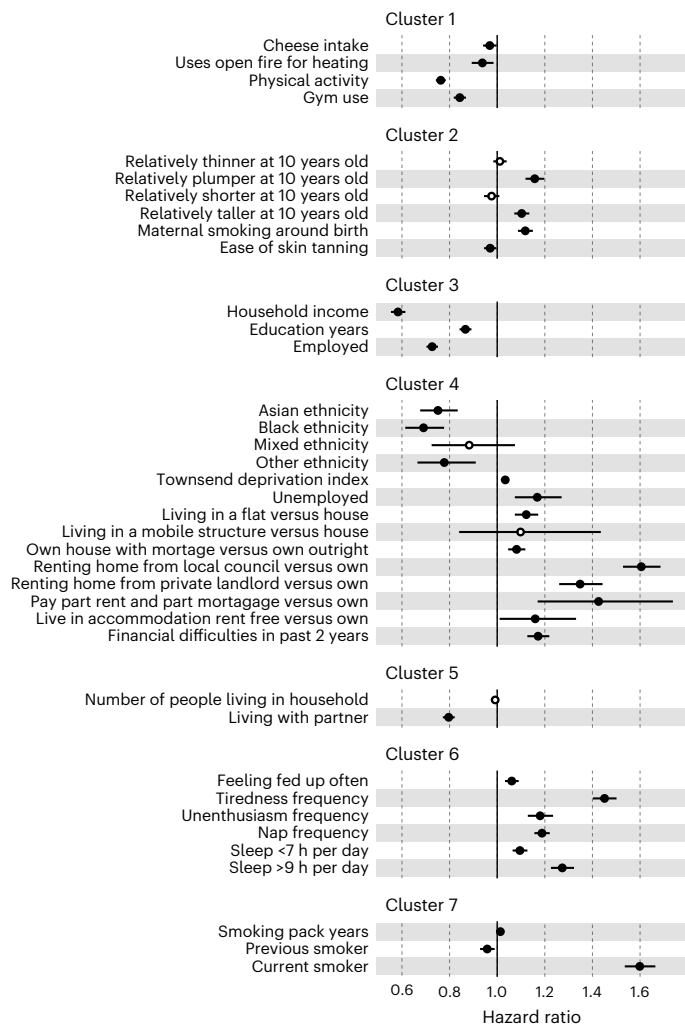 Cluster 1
Cheese intake
Uses open fire for heating
Physical activity
Gym use
Cluster 2
Relatively thinner at 10 years old
Relatively plumper at 10 years old
Relatively shorter at 10 years old
Relatively taller at 10 years old
Maternal smoking around birth
Ease of skin tanning
Cluster 3
Household income
Education years
Employed
Cluster 4
Asian ethnicity
Black ethnicity
Mixed ethnicity
Other ethnicity
Townsend deprivation index
Unemployed
Living in a flat versus house
Living in a mobile structure versus house
Own house with mortage versus own outright
Renting home from local council versus own
Renting home from private landlord versus own
Pay part rent and part mortagage versus own
Live in accommodation rent free versus own
Financial difficulties in past 2 years
Cluster 5
Number of people living in household
Living with partner
Cluster 6
Feeling fed up often
Tiredness frequency
Unenthusiasm frequency
Nap frequency
Sleep <7 h per day
Sleep >9 h per day
Cluster 7
Smoking pack years
Previous smoker
Current smoker
0.6 0.8 1.0 1.2 1.4 1.6
Hazard ratio